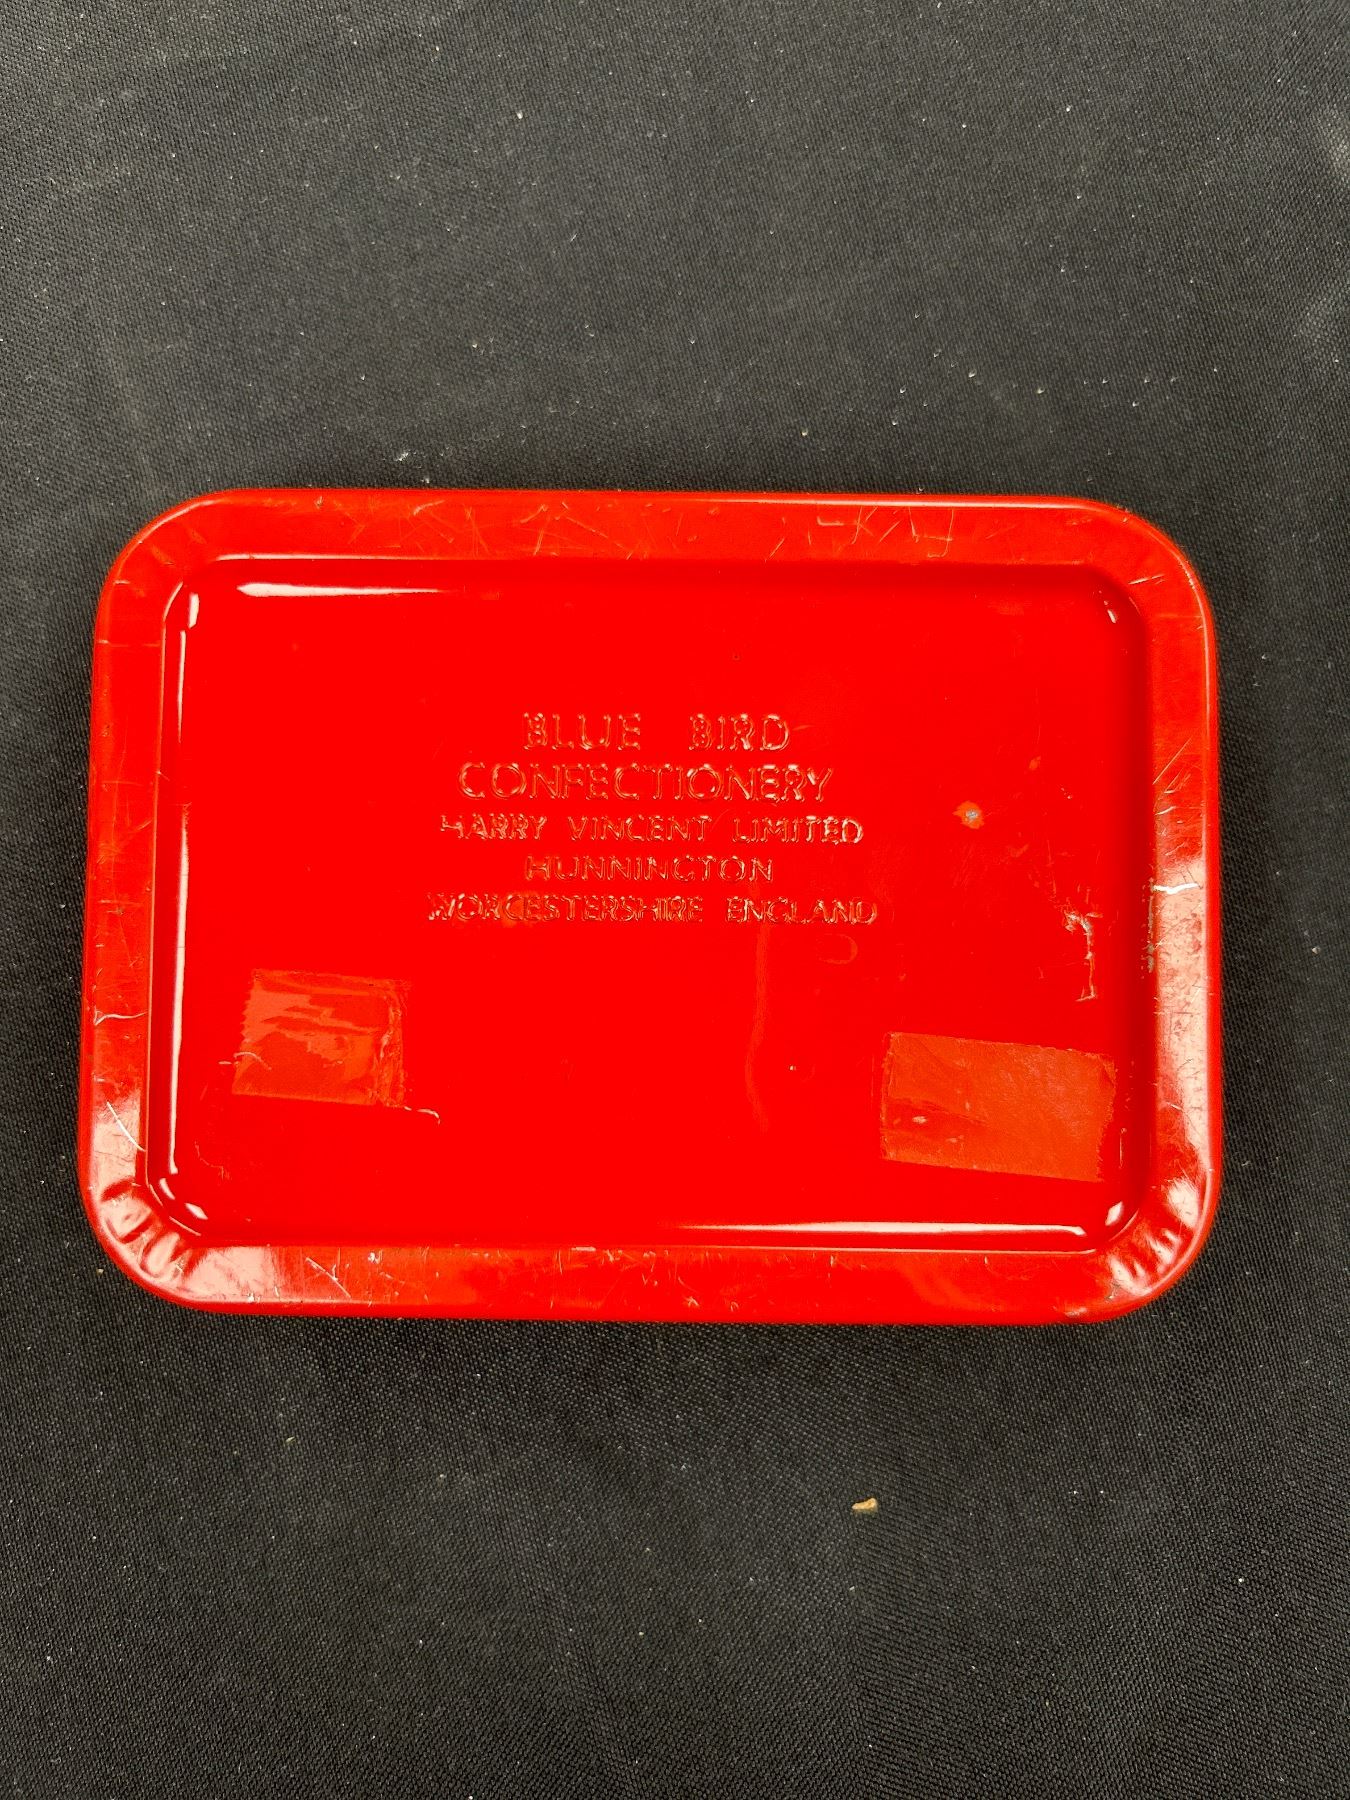 BLUE BIRD
CONFECTIONERY
HARRY VINCENT LIMITED
HUNNINGTON
WORCESTERSHIRE ENGLAND